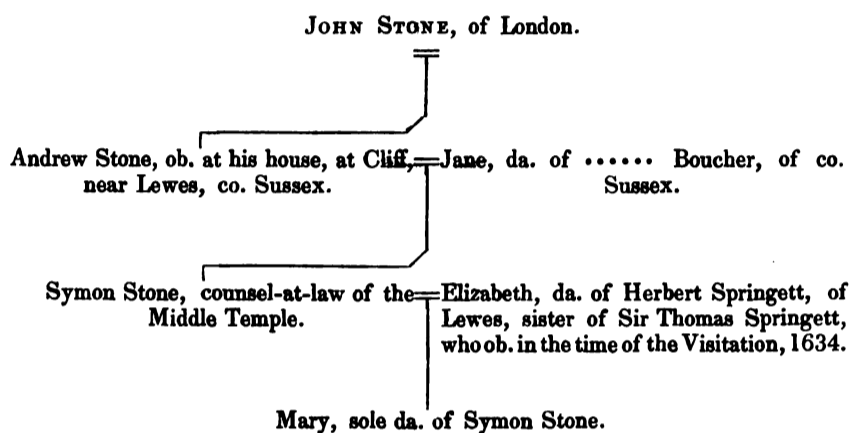 JOHN STONE, of London.
Andrew Stone, ob. at his house, at Cliff,
near Lewes, co. Sussex.
Jane, da. of ...... Boucher, of co.
Sussex.
Symon Stone, counsel-at-law of the
Middle Temple.
Elizabeth, da. of Herbert Springett, of
Lewes, sister of Sir Thomas Springett,
who ob. in the time of the Visitation, 1634.
Mary, sole da. of Symon Stone.